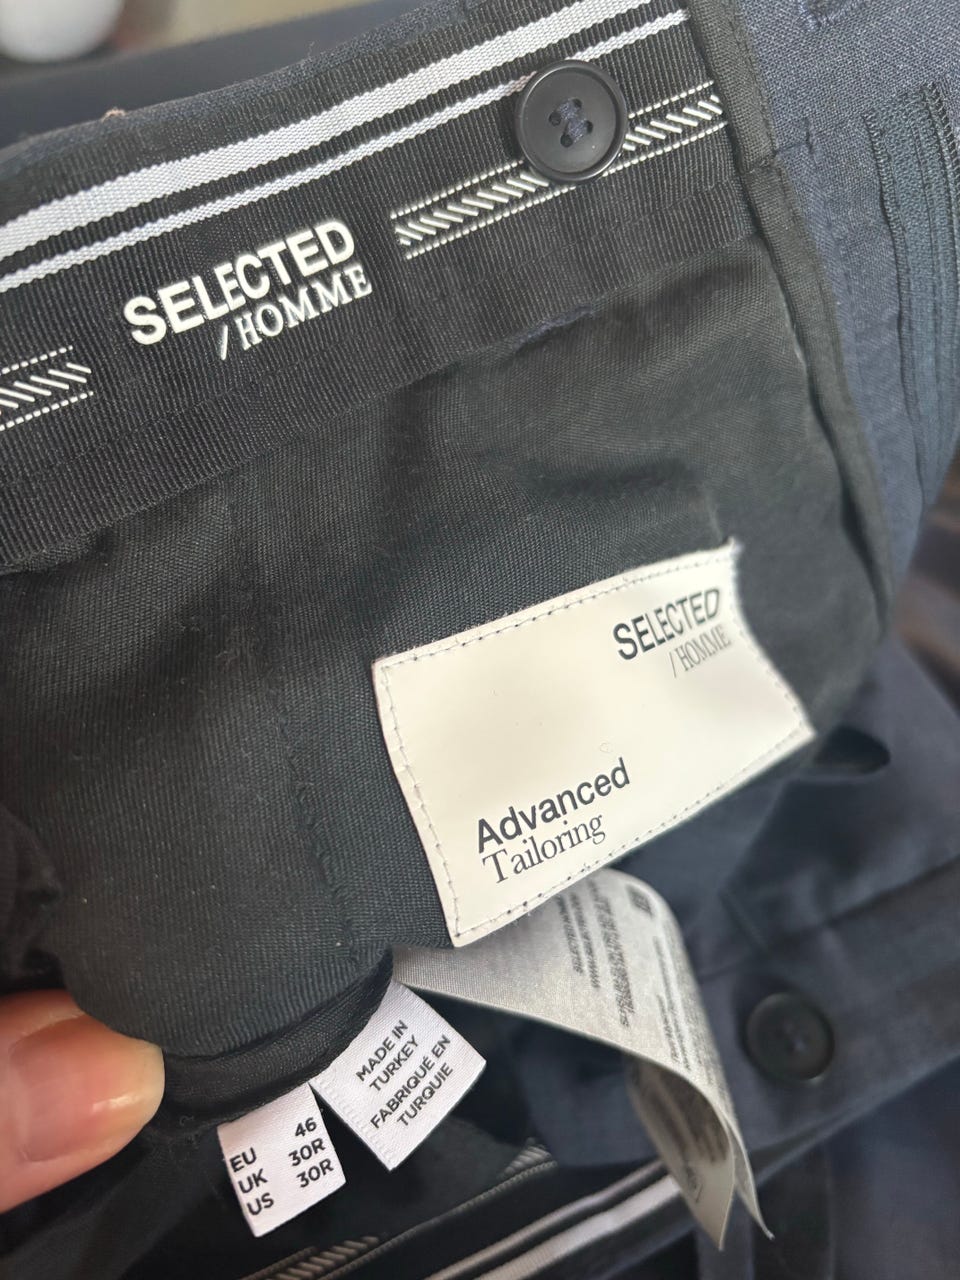 SELECTED
/HOMME
SELECTED
/HOMME
Advanced
Tailoring
MADE IN
TURKEY
FABRIQUÉ EN
TURQUIE
EU 46
UK 30R
US 30R